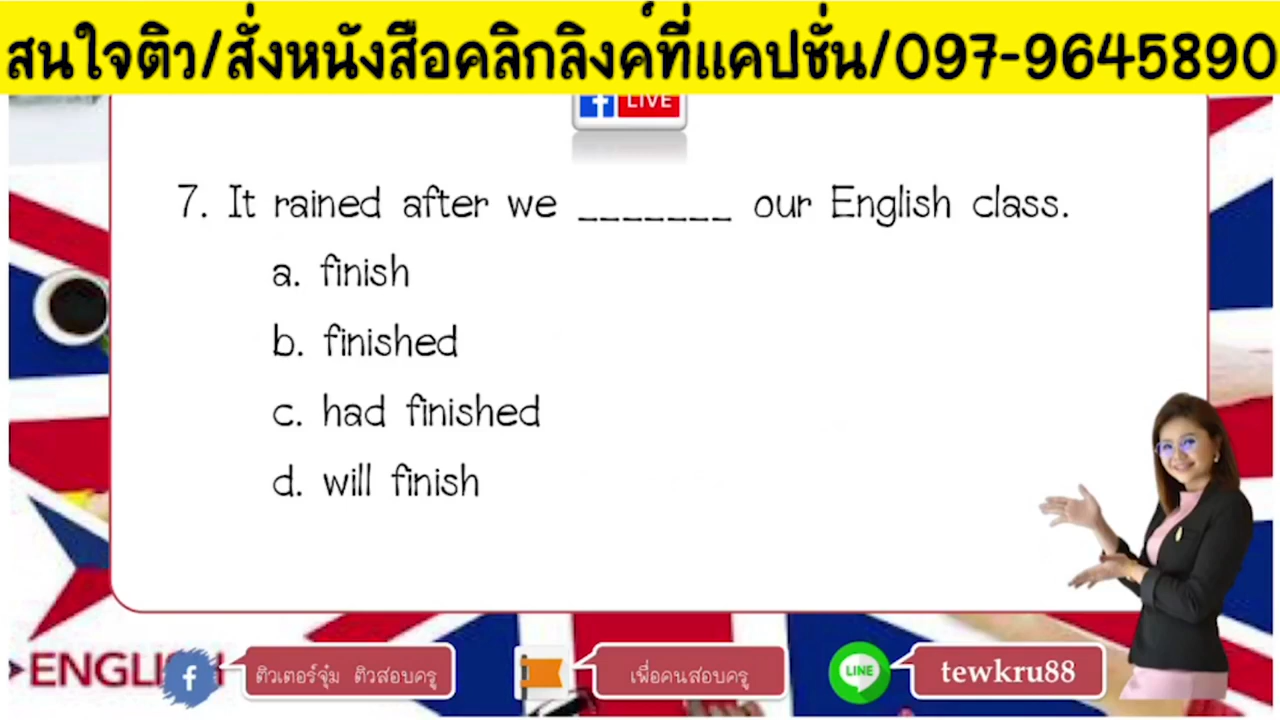 สนใจติว/สั่งหนังสือคลิกลิงค์ที่แคปชั่น/097-9645890
LIVE
7. It rained after we _______ our English class.
a. finish
b. finished
c. had finished
d. will finish
ENGLISH
ติวเตอร์จุ๋ม ติวสอบครู
เพื่อคนสอบครู
LINE
tewkru88